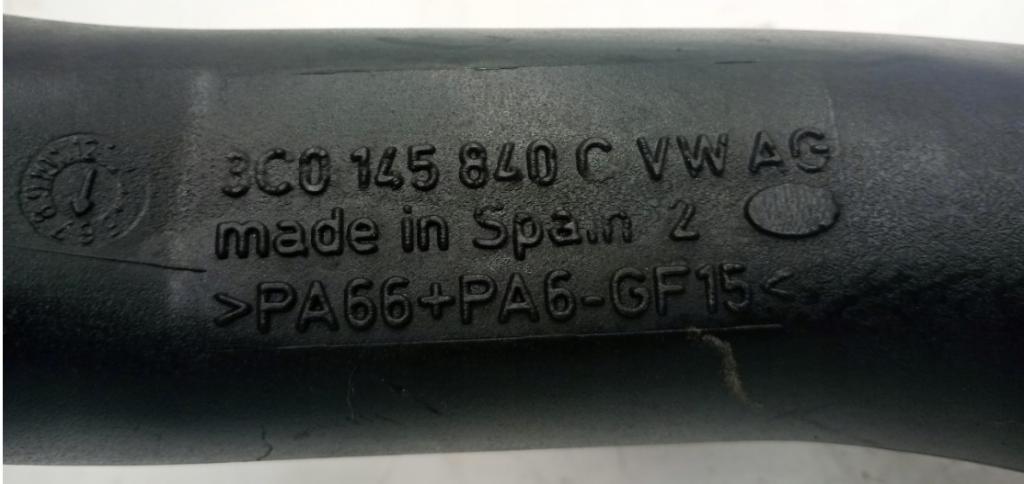 3C0 145 840 C VW AG
made in Spain 2
>PA66+PA6-GF15<